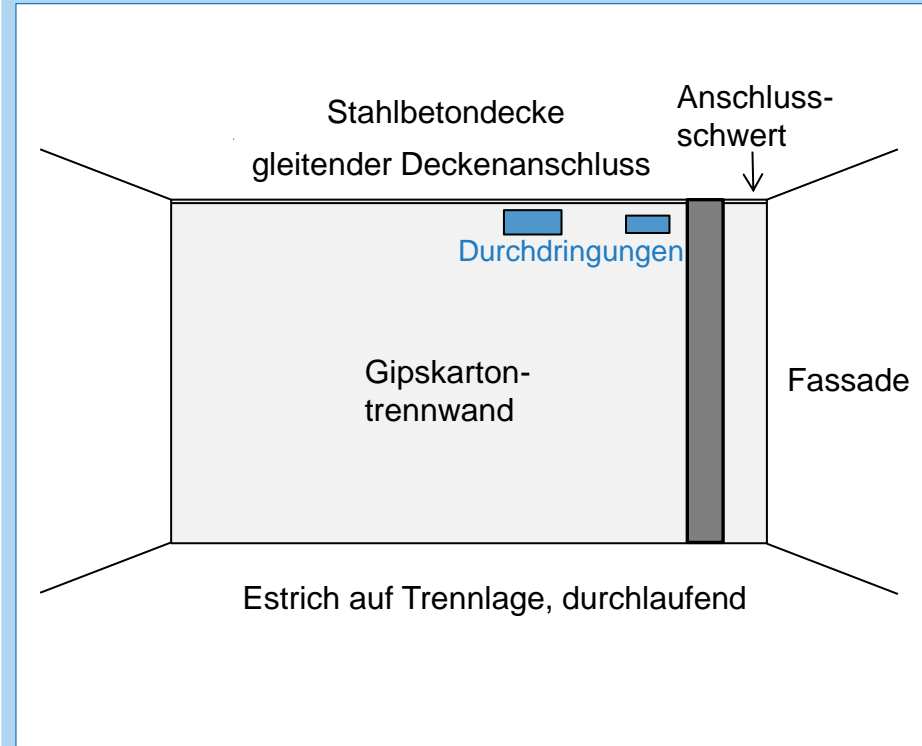 Stahlbetondecke
gleitender Deckenanschluss
Anschluss-
schwert
Durchdringungen
Gipskarton-
trennwand
Fassade
Estrich auf Trennlage, durchlaufend